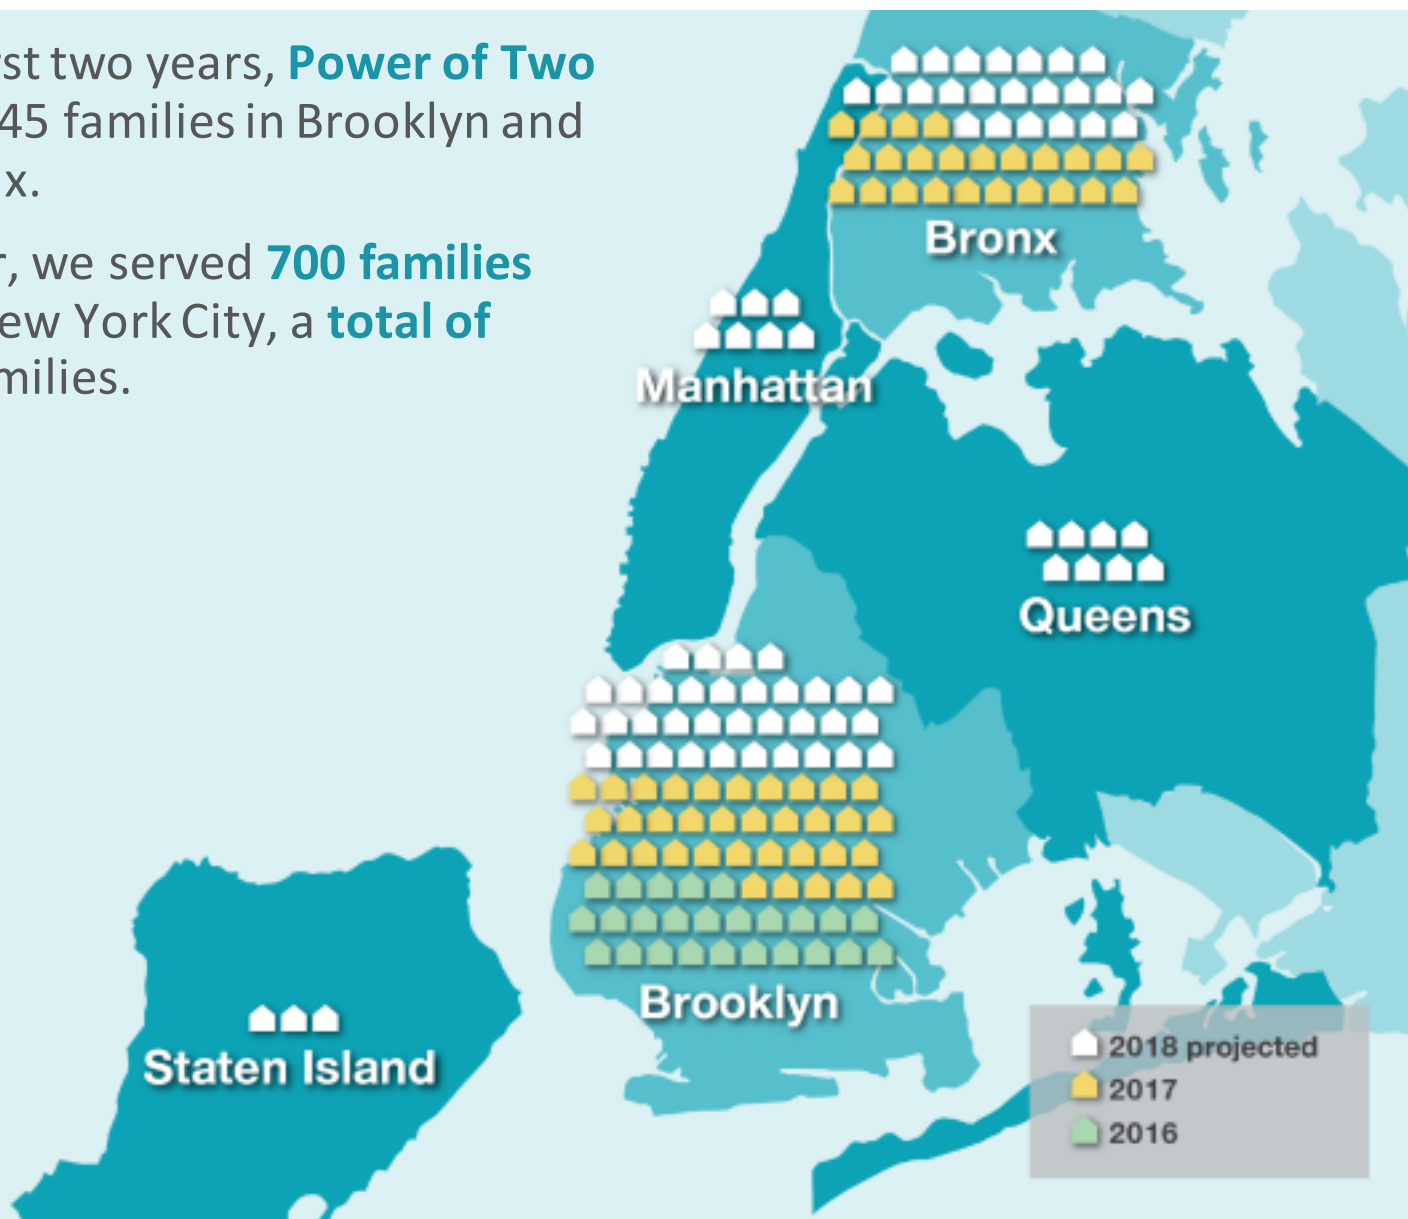 rst two years, Power of Two
45 families in Brooklyn and
x.
r, we served 700 families
ew York City, a total of
milies.
Bronx
Manhattan
Queens
Brooklyn
Staten Island
2018 projected
2017
2016